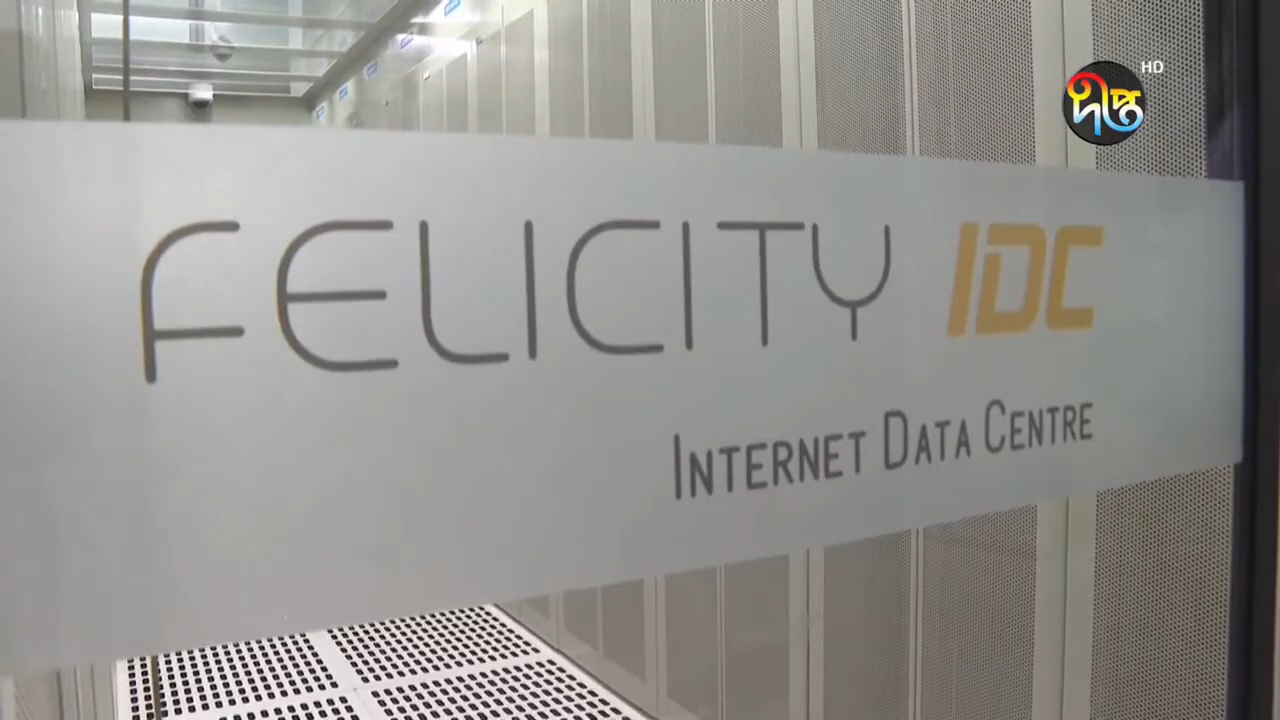 দীপ্ত HD
FELICITY IDC
INTERNET DATA CENTRE